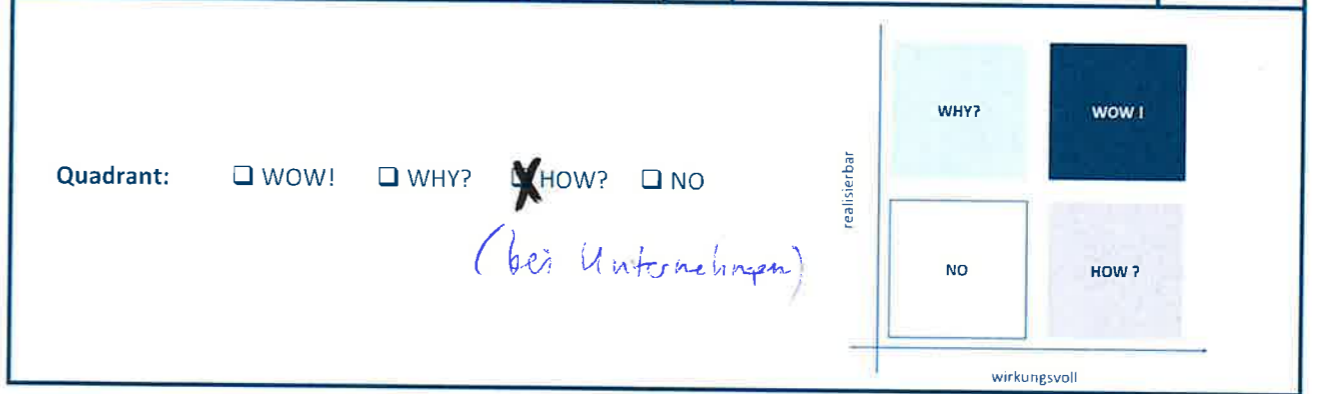 Quadrant: ❑ WOW! ❑ WHY? ❑ HOW? ❑ NO
(bei Unternehmen)
WHY?
WOW !
NO
HOW ?
realisierbar
wirkungsvoll